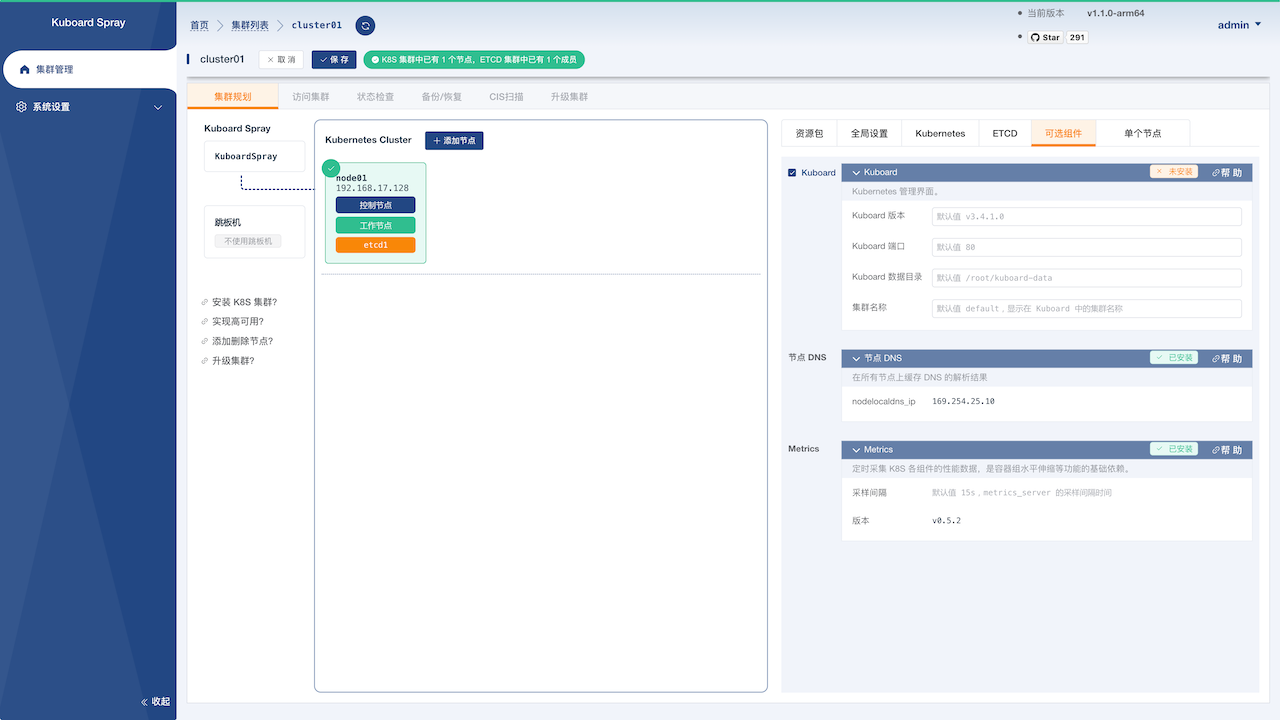 Kuboard Spray
集群管理
系统设置
收起
首页
集群列表
cluster01
当前版本 v1.1.0-arm64
Star 291
admin
cluster01
取 消
保 存
K8S 集群中已有 1 个节点，ETCD 集群中已有 1 个成员
集群规划
访问集群
状态检查
备份/恢复
CIS扫描
升级集群
Kuboard Spray
KuboardSpray
跳板机
不使用跳板机
安装 K8S 集群?
实现高可用?
添加删除节点?
升级集群?
Kubernetes Cluster
添加节点
node01
192.168.17.128
控制节点
工作节点
etcd1
资源包
全局设置
Kubernetes
ETCD
可选组件
单个节点
Kuboard
Kuboard
未安装
帮 助
Kubernetes 管理界面。
Kuboard 版本
默认值 v3.4.1.0
Kuboard 端口
默认值 80
Kuboard 数据目录
默认值 /root/kuboard-data
集群名称
默认值 default，显示在 Kuboard 中的集群名称
节点 DNS
节点 DNS
已安装
帮 助
在所有节点上缓存 DNS 的解析结果
nodelocaldns_ip
169.254.25.10
Metrics
Metrics
已安装
帮 助
定时采集 K8S 各组件的性能数据，是容器组水平伸缩等功能的基础依赖。
采样间隔
默认值 15s，metrics_server 的采样间隔时间
版本
v0.5.2